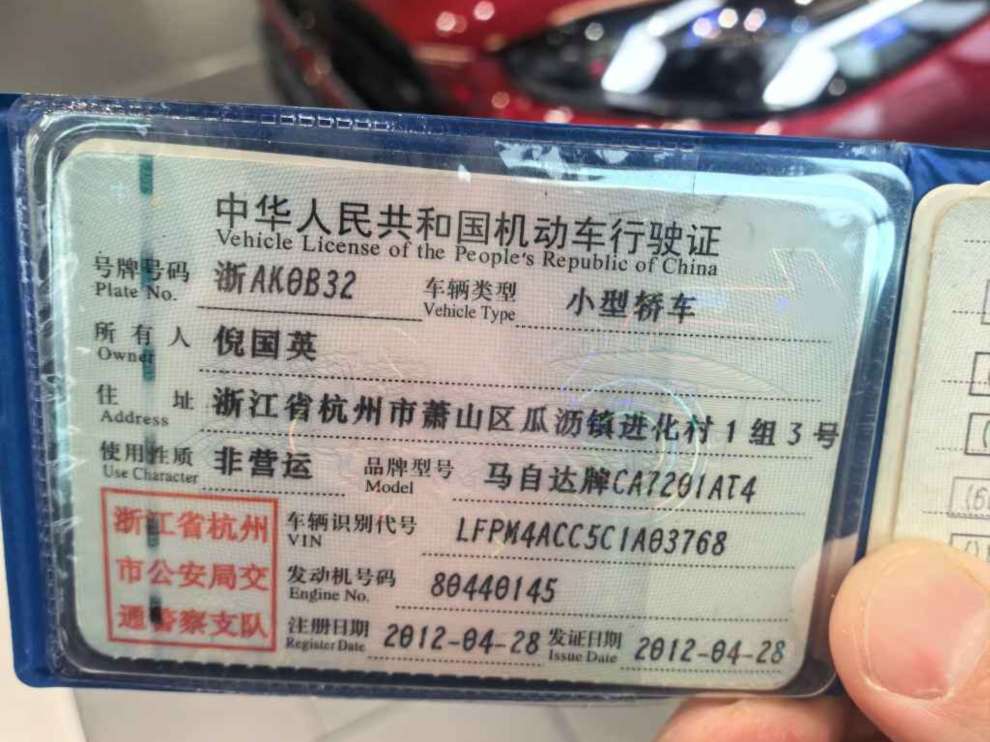 中华人民共和国机动车行驶证
Vehicle License of the People's Republic of China
号牌号码 浙AK0B32 车辆类型 小型轿车
Plate No. Vehicle Type
所有人 倪国英
Owner
住址 浙江省杭州市萧山区瓜沥镇进化村1组3号
Address
使用性质 非营运 品牌型号 马自达牌CA7201AT4
Use Character Model
浙江省杭州
市公安局交
通警察支队
车辆识别代号 LFPM4ACC5C1A03768
VIN
发动机号码 80440145
Engine No.
注册日期 2012-04-28 发证日期 2012-04-28
Register Date Issue Date